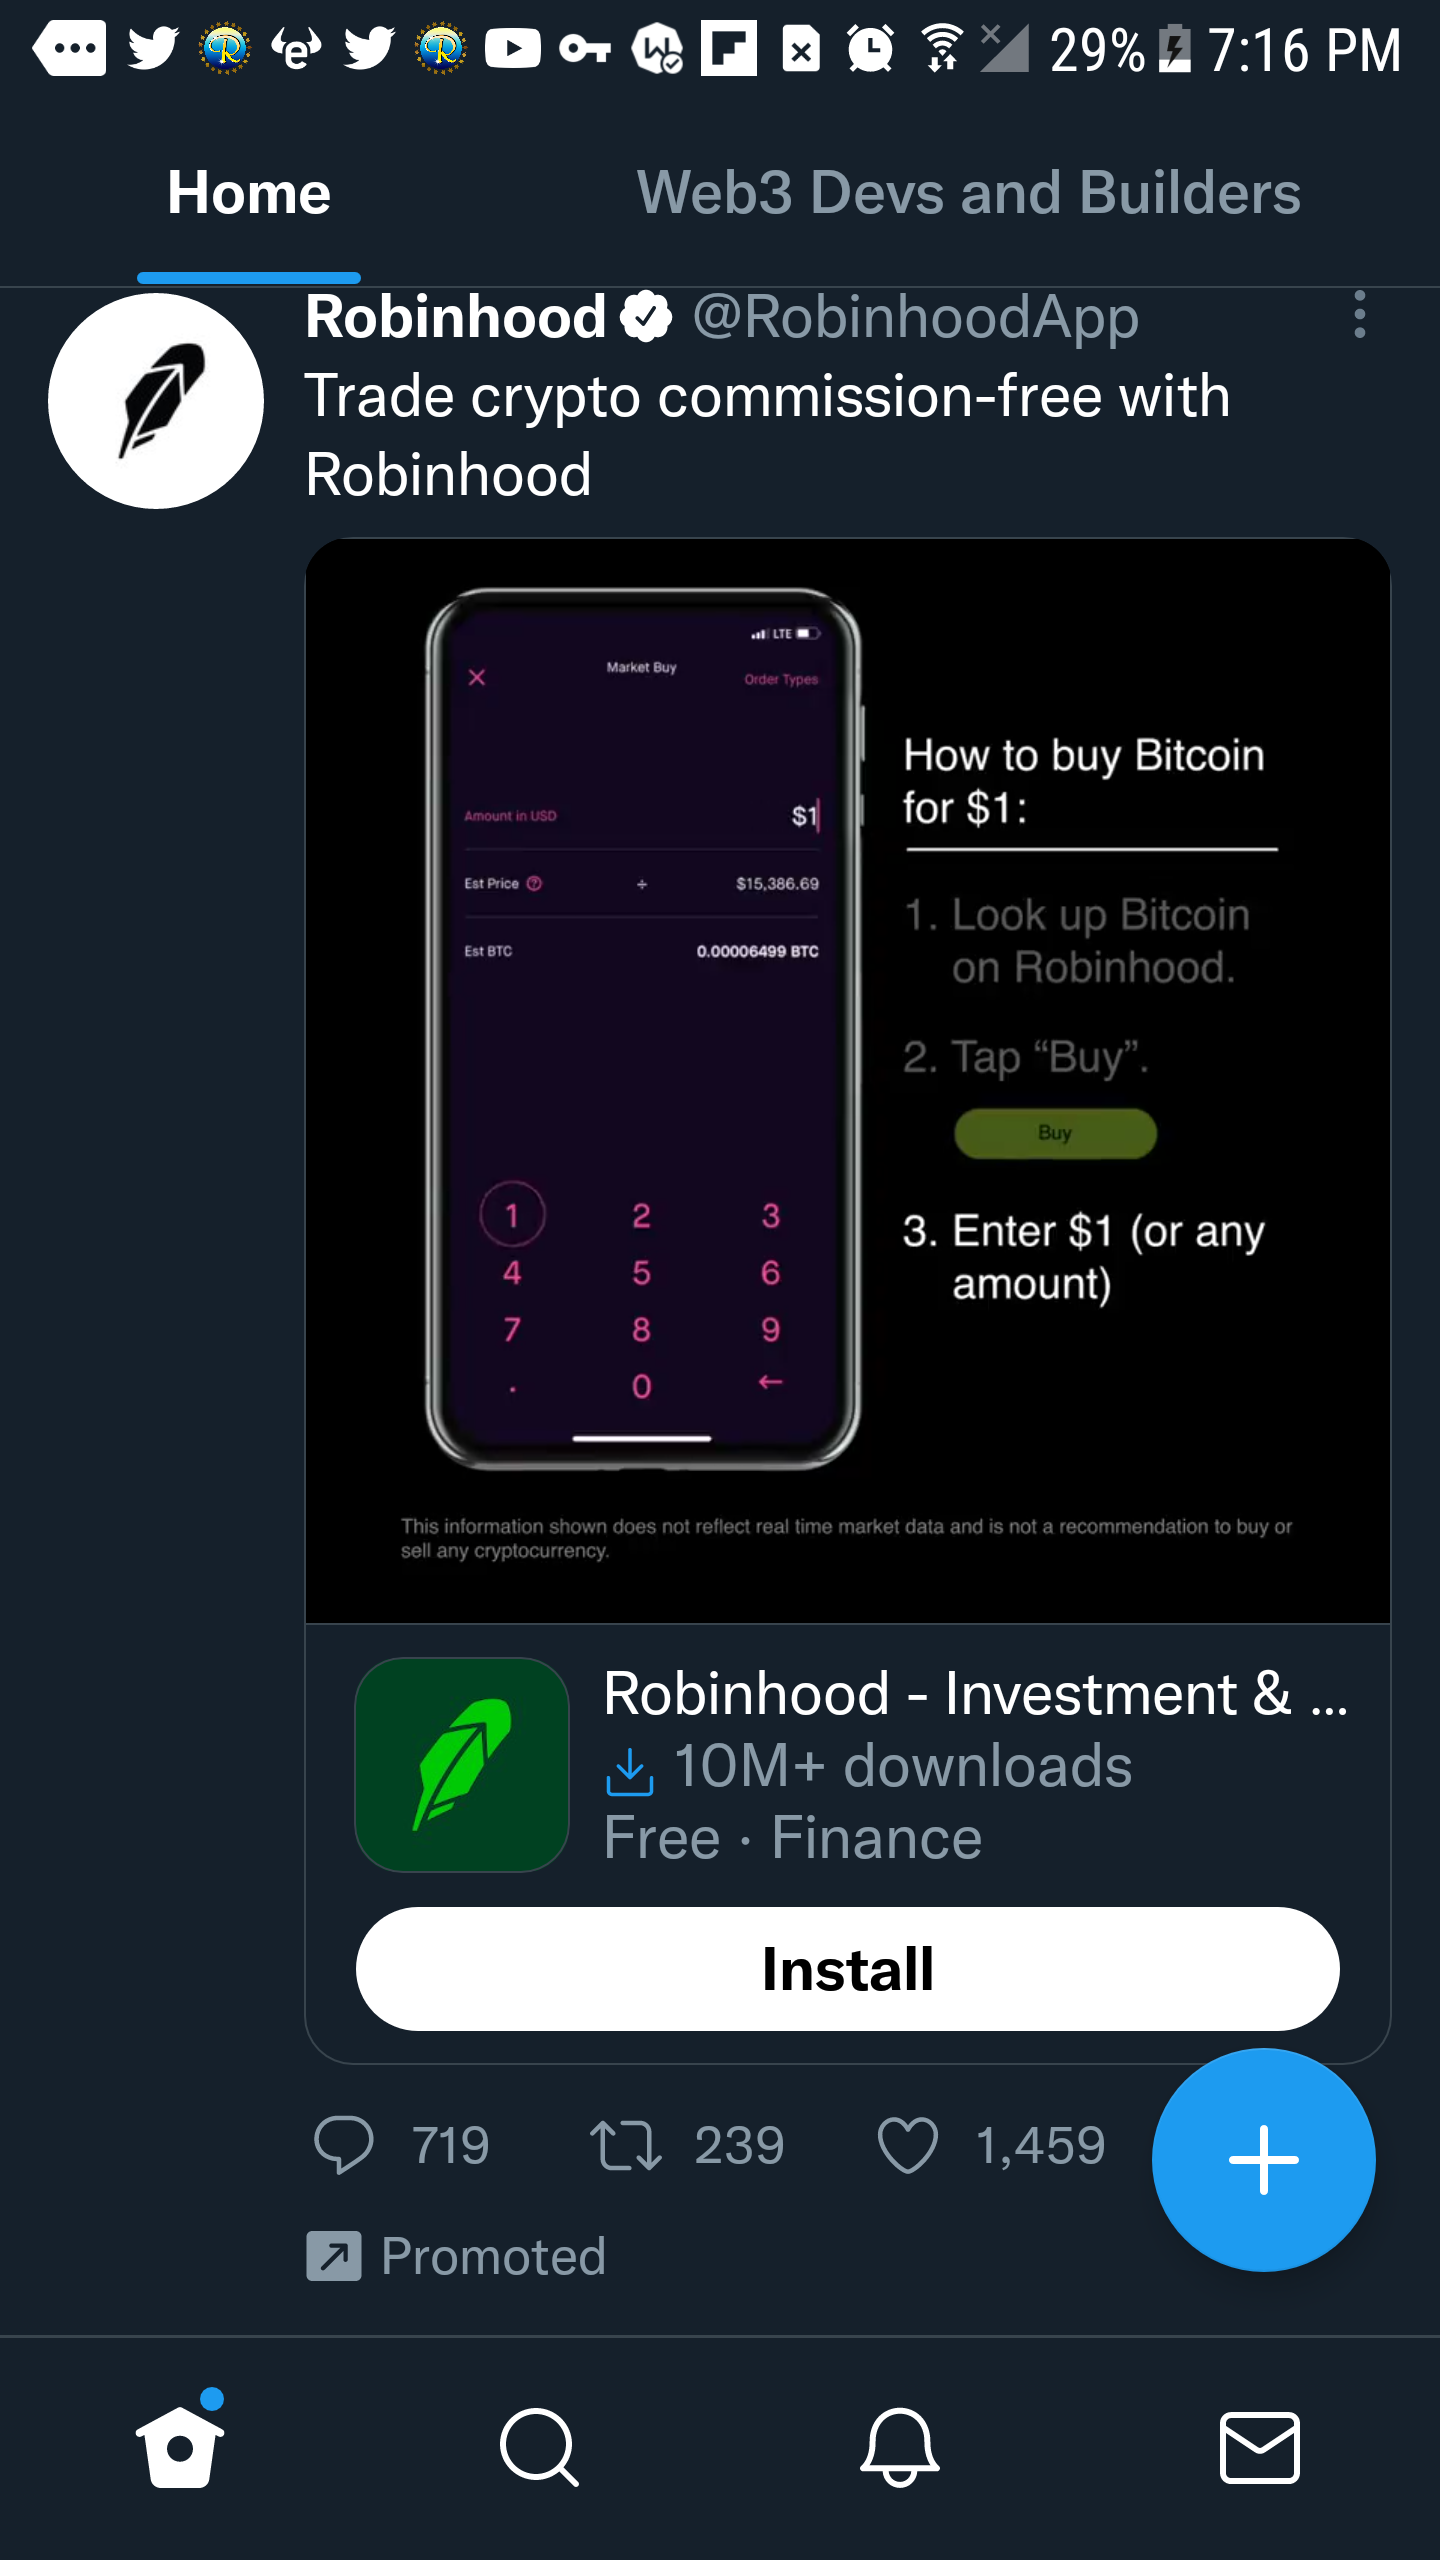 29% 7:16 PM
Home
Web3 Devs and Builders
Robinhood @RobinhoodApp
Trade crypto commission-free with
Robinhood
LTE
Market Buy
Order Types
Amount in USD $1
Est Price ? ÷ $15,386.69
Est BTC 0.00006499 BTC
1 2 3
4 5 6
7 8 9
. 0 ←
How to buy Bitcoin
for $1:
1. Look up Bitcoin
on Robinhood.
2. Tap “Buy”.
Buy
3. Enter $1 (or any
amount)
This information shown does not reflect real time market data and is not a recommendation to buy or
sell any cryptocurrency.
Robinhood - Investment & ...
10M+ downloads
Free · Finance
Install
719 239 1,459
Promoted